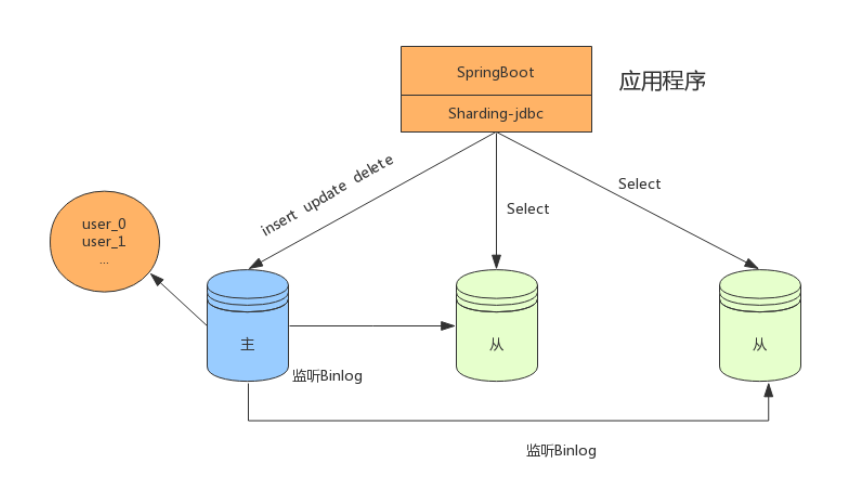 SpringBoot
应用程序
Sharding-jdbc
insert update delete
Select
Select
user_0
user_1
...
主
从
从
监听Binlog
监听Binlog